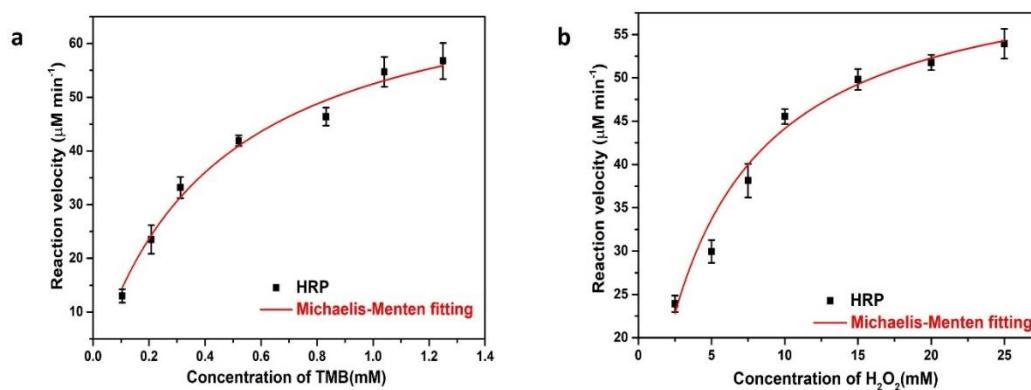 a
Reaction velocity (μM min⁻¹)
60
50
40
30
20
10
0.0 0.2 0.4 0.6 0.8 1.0 1.2 1.4
Concentration of TMB(mM)
HRP
Michaelis-Menten fitting
b
Reaction velocity (μM min⁻¹)
55
50
45
40
35
30
25
20
0 5 10 15 20 25
Concentration of H₂O₂(mM)
HRP
Michaelis-Menten fitting